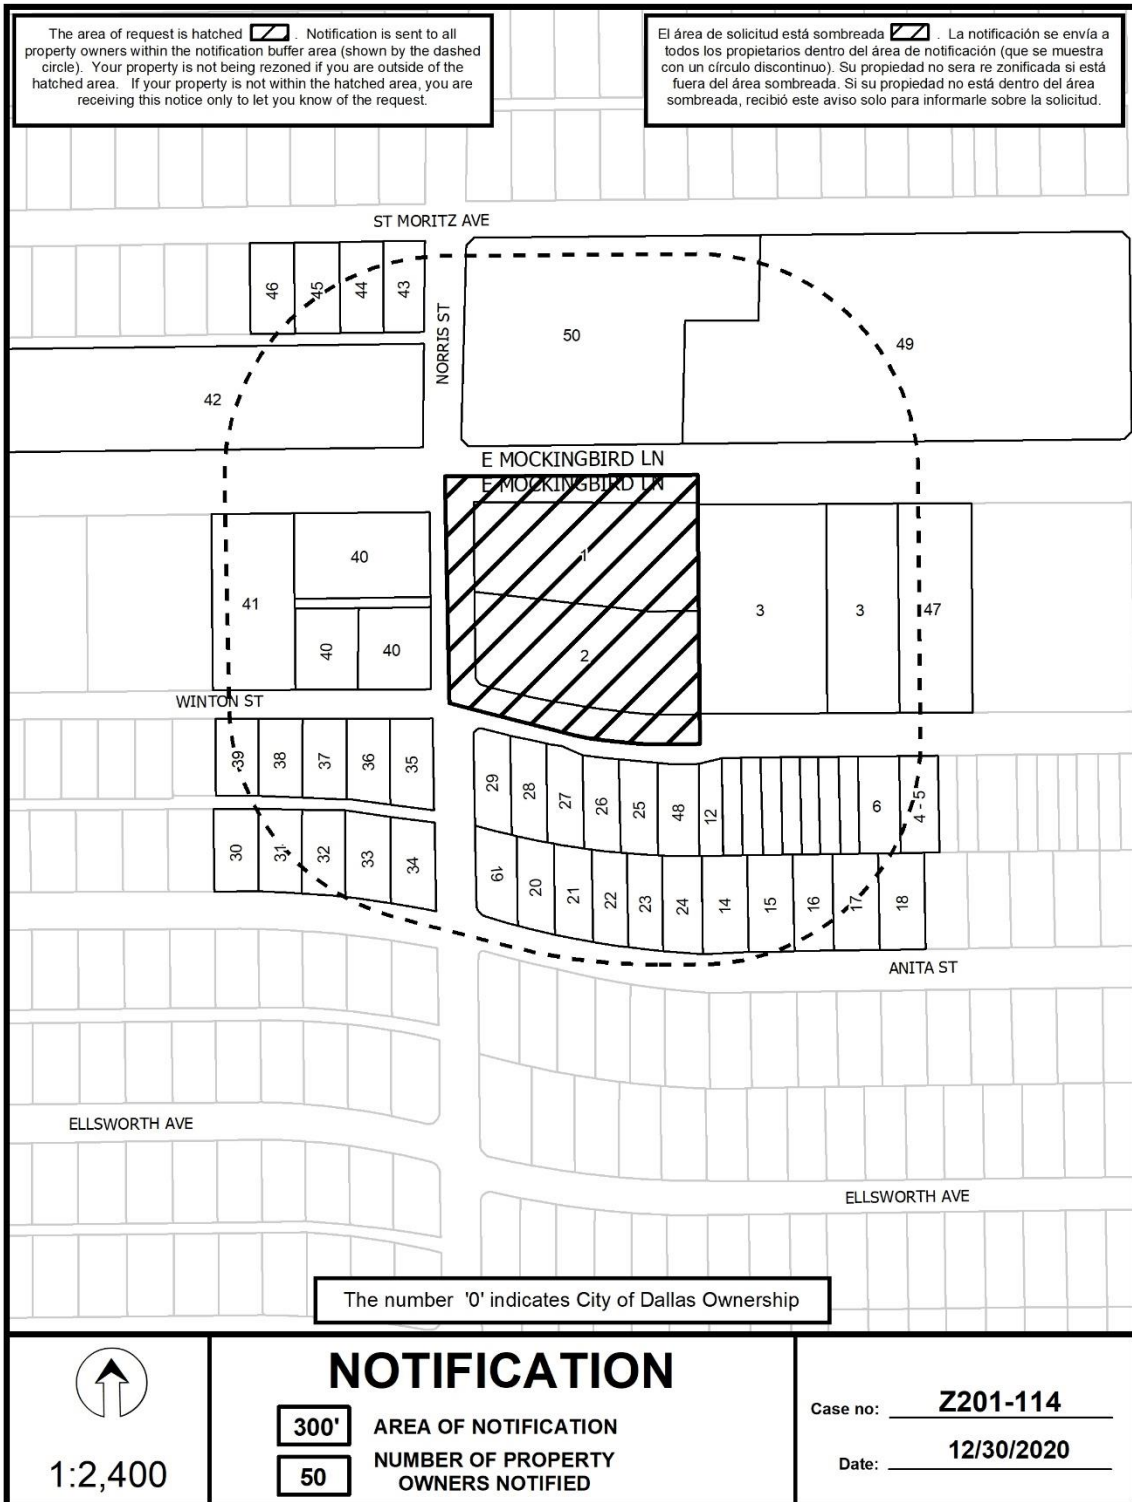 The area of request is hatched . Notification is sent to all
property owners within the notification buffer area (shown by the dashed
circle). Your property is not being rezoned if you are outside of the
hatched area. If your property is not within the hatched area, you are
receiving this notice only to let you know of the request.
El área de solicitud está sombreada . La notificación se envía a
todos los propietarios dentro del área de notificación (que se muestra
con un círculo discontinuo). Su propiedad no sera re zonificada si está
fuera del área sombreada. Si su propiedad no está dentro del área
sombreada, recibió este aviso solo para informarle sobre la solicitud.
ST MORITZ AVE
46
45
44
43
NORRIS ST
50
49
42
E MOCKINGBIRD LN
E MOCKINGBIRD LN
1
40
41
3
3
47
40
40
2
WINTON ST
39
38
37
36
35
29
28
27
26
25
48
12
6
4 - 5
30
31
32
33
34
19
20
21
22
23
24
14
15
16
17
18
ANITA ST
ELLSWORTH AVE
ELLSWORTH AVE
The number '0' indicates City of Dallas Ownership
1:2,400
NOTIFICATION
300' AREA OF NOTIFICATION
50 NUMBER OF PROPERTY
OWNERS NOTIFIED
Case no: Z201-114
Date: 12/30/2020